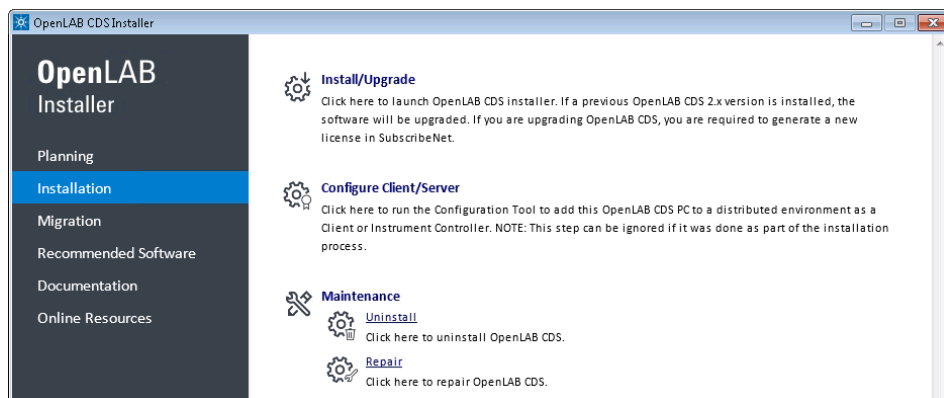 OpenLAB CDS Installer
OpenLAB
Installer
Planning
Installation
Migration
Recommended Software
Documentation
Online Resources
Install/Upgrade
Click here to launch OpenLAB CDS installer. If a previous OpenLAB CDS 2.x version is installed, the
software will be upgraded. If you are upgrading OpenLAB CDS, you are required to generate a new
license in SubscribeNet.
Configure Client/Server
Click here to run the Configuration Tool to add this OpenLAB CDS PC to a distributed environment as a
Client or Instrument Controller. NOTE: This step can be ignored if it was done as part of the installation
process.
Maintenance
Uninstall
Click here to uninstall OpenLAB CDS.
Repair
Click here to repair OpenLAB CDS.